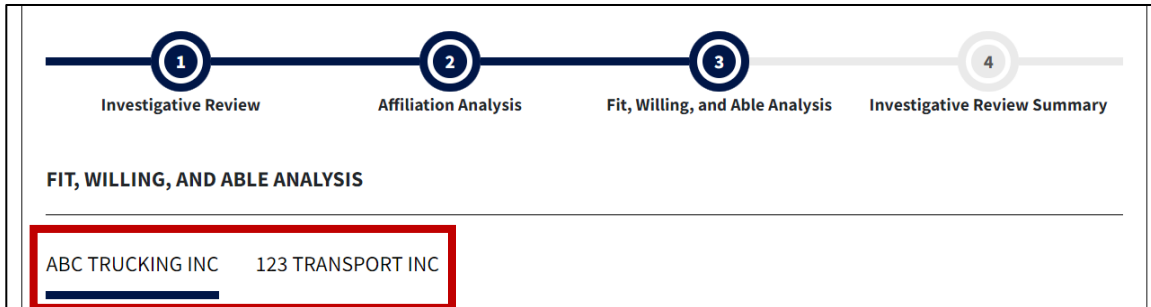 1 2 3 4
Investigative Review Affiliation Analysis Fit, Willing, and Able Analysis Investigative Review Summary
FIT, WILLING, AND ABLE ANALYSIS
ABC TRUCKING INC 123 TRANSPORT INC